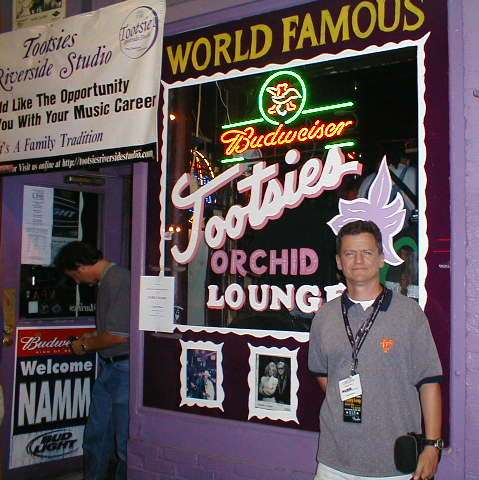 WORLD FAMOUS
Tootsies
Riverside Studio
ld Like The Opportunity
You With Your Music Career
's A Family Tradition
Visit us online at http://tootsiesriversidestudio.com
Tootsies
Budweiser
Tootsies
ORCHID
LOUNGE
Budweiser
Welcome
NAMM
BUD
LIGHT